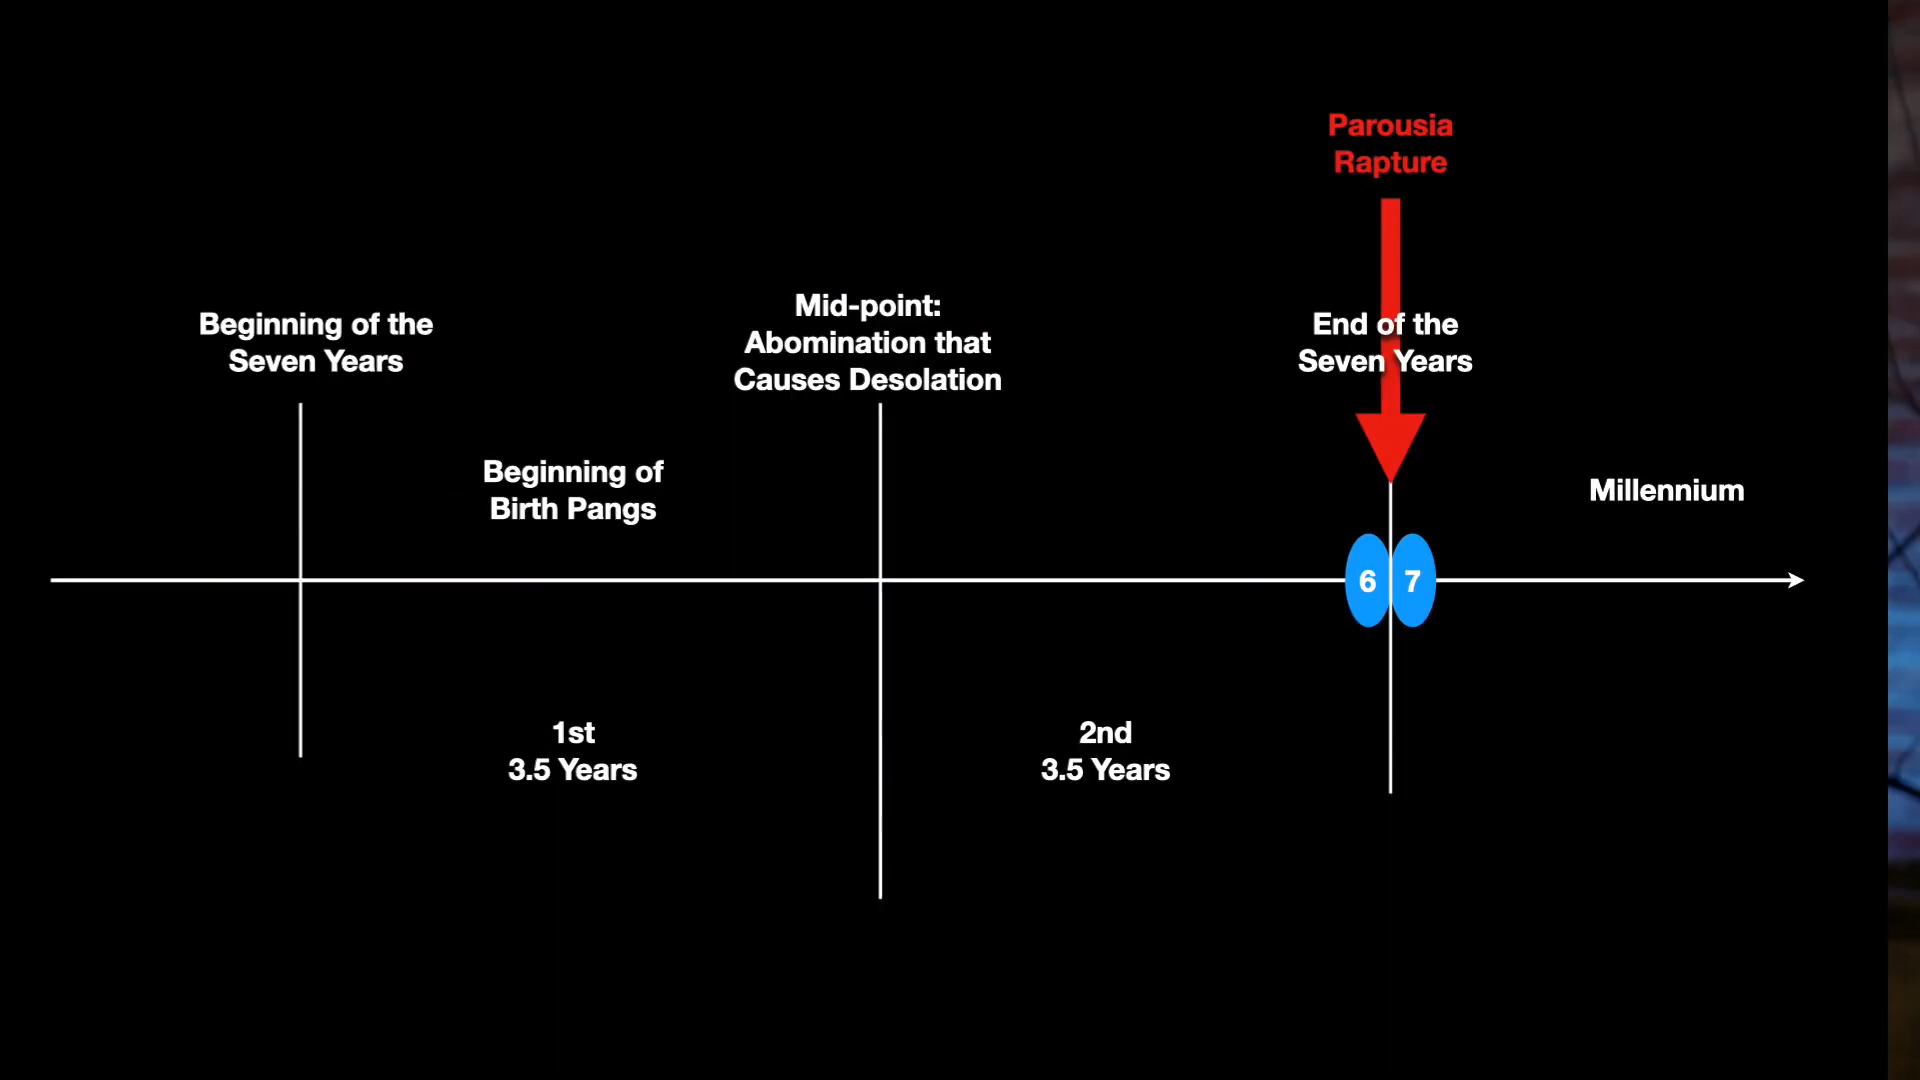 Parousia
Rapture
Beginning of the
Seven Years
Mid-point:
Abomination that
Causes Desolation
End of the
Seven Years
Beginning of
Birth Pangs
Millennium
6 7
1st
3.5 Years
2nd
3.5 Years